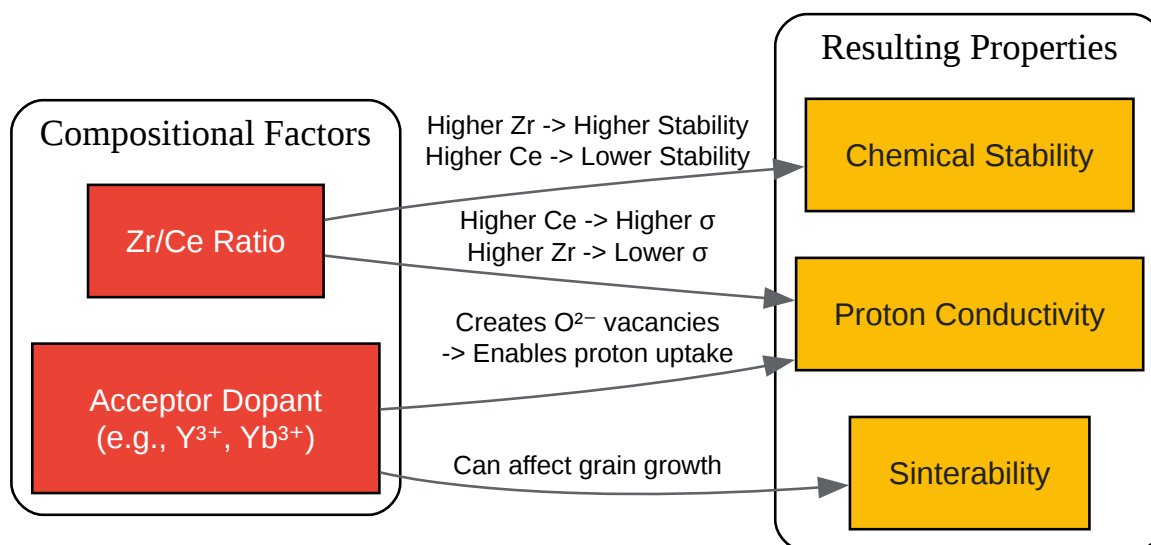 Resulting Properties
Compositional Factors
Higher Zr -> Higher Stability
Higher Ce -> Lower Stability
Chemical Stability
Zr/Ce Ratio
Higher Ce -> Higher σ
Higher Zr -> Lower σ
Proton Conductivity
Creates O²⁻ vacancies
-> Enables proton uptake
Acceptor Dopant
(e.g., Y³⁺, Yb³⁺)
Can affect grain growth
Sinterability